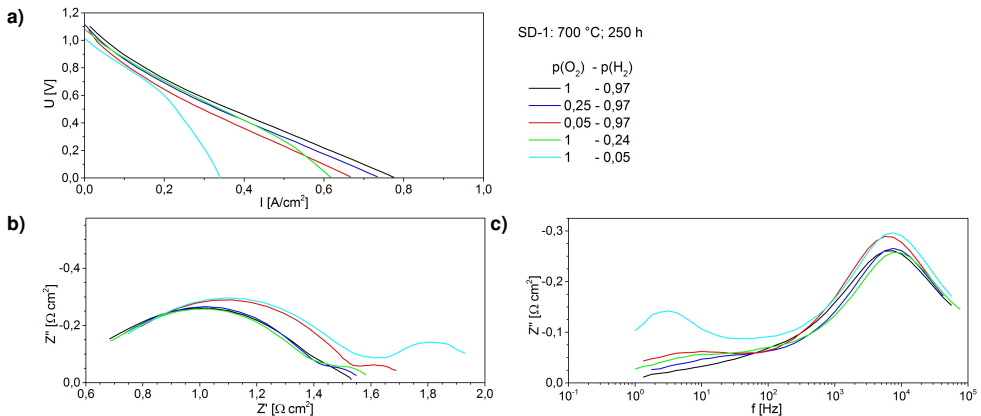 a)
1,2
1,0
0,8
0,6
0,4
0,2
0,0
U [V]
0,0 0,2 0,4 0,6 0,8 1,0
I [A/cm²]
SD-1: 700 °C; 250 h
p(O₂) - p(H₂)
1 - 0,97
0,25 - 0,97
0,05 - 0,97
1 - 0,24
1 - 0,05
b)
-0,4
-0,2
0,0
Z'' [Ω cm²]
0,6 0,8 1,0 1,2 1,4 1,6 1,8 2,0
Z' [Ω cm²]
c)
-0,3
-0,2
-0,1
0,0
Z'' [Ω cm²]
10⁻¹ 10⁰ 10¹ 10² 10³ 10⁴ 10⁵
f [Hz]